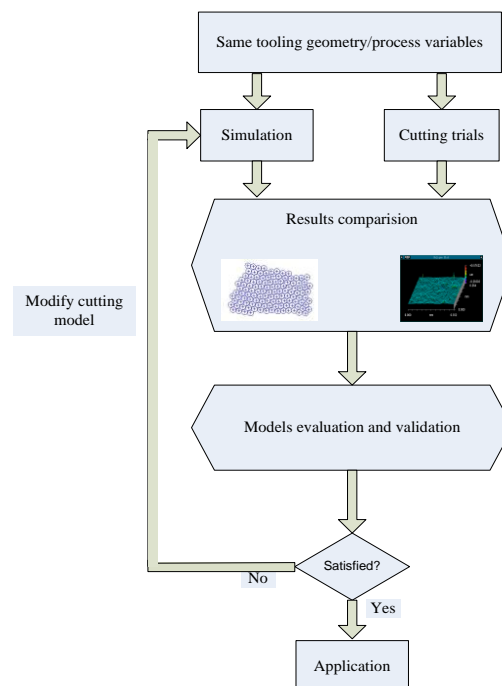 Same tooling geometry/process variables
Simulation
Cutting trials
Results comparision
Modify cutting
model
Models evaluation and validation
Satisfied?
No
Yes
Application